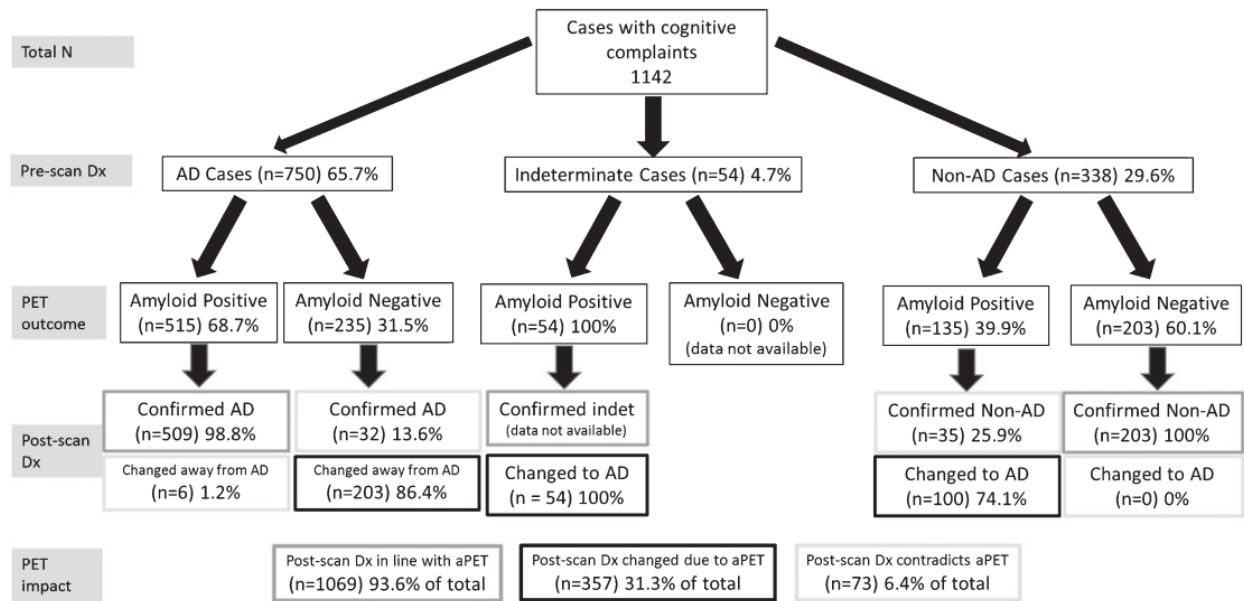 Total N
Cases with cognitive
complaints
1142
Pre-scan Dx
AD Cases (n=750) 65.7%
Indeterminate Cases (n=54) 4.7%
Non-AD Cases (n=338) 29.6%
PET
outcome
Amyloid Positive
(n=515) 68.7%
Amyloid Negative
(n=235) 31.5%
Amyloid Positive
(n=54) 100%
Amyloid Negative
(n=0) 0%
(data not available)
Amyloid Positive
(n=135) 39.9%
Amyloid Negative
(n=203) 60.1%
Post-scan
Dx
Confirmed AD
(n=509) 98.8%
Changed away from AD
(n=6) 1.2%
Confirmed AD
(n=32) 13.6%
Changed away from AD
(n=203) 86.4%
Confirmed indet
(data not available)
Changed to AD
(n = 54) 100%
Confirmed Non-AD
(n=35) 25.9%
Changed to AD
(n=100) 74.1%
Confirmed Non-AD
(n=203) 100%
Changed to AD
(n=0) 0%
PET
impact
Post-scan Dx in line with aPET
(n=1069) 93.6% of total
Post-scan Dx changed due to aPET
(n=357) 31.3% of total
Post-scan Dx contradicts aPET
(n=73) 6.4% of total